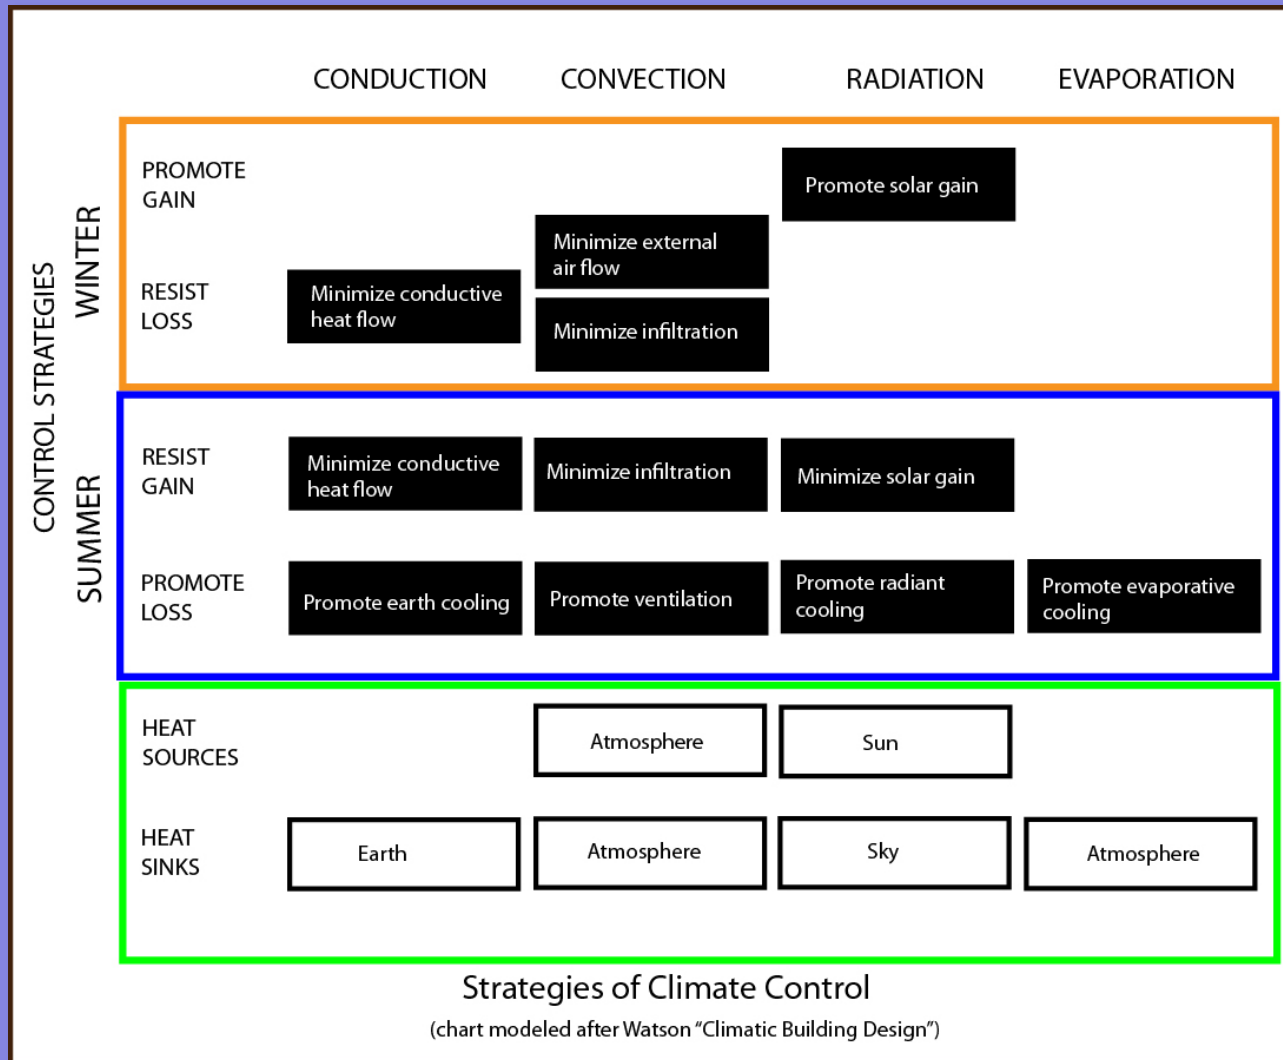 CONDUCTION CONVECTION RADIATION EVAPORATION
CONTROL STRATEGIES
WINTER
PROMOTE
GAIN
Promote solar gain
RESIST
LOSS
Minimize conductive
heat flow
Minimize external
air flow
Minimize infiltration
SUMMER
RESIST
GAIN
Minimize conductive
heat flow
Minimize infiltration
Minimize solar gain
PROMOTE
LOSS
Promote earth cooling
Promote ventilation
Promote radiant
cooling
Promote evaporative
cooling
HEAT
SOURCES
Atmosphere
Sun
HEAT
SINKS
Earth
Atmosphere
Sky
Atmosphere
Strategies of Climate Control
(chart modeled after Watson “Climatic Building Design”)